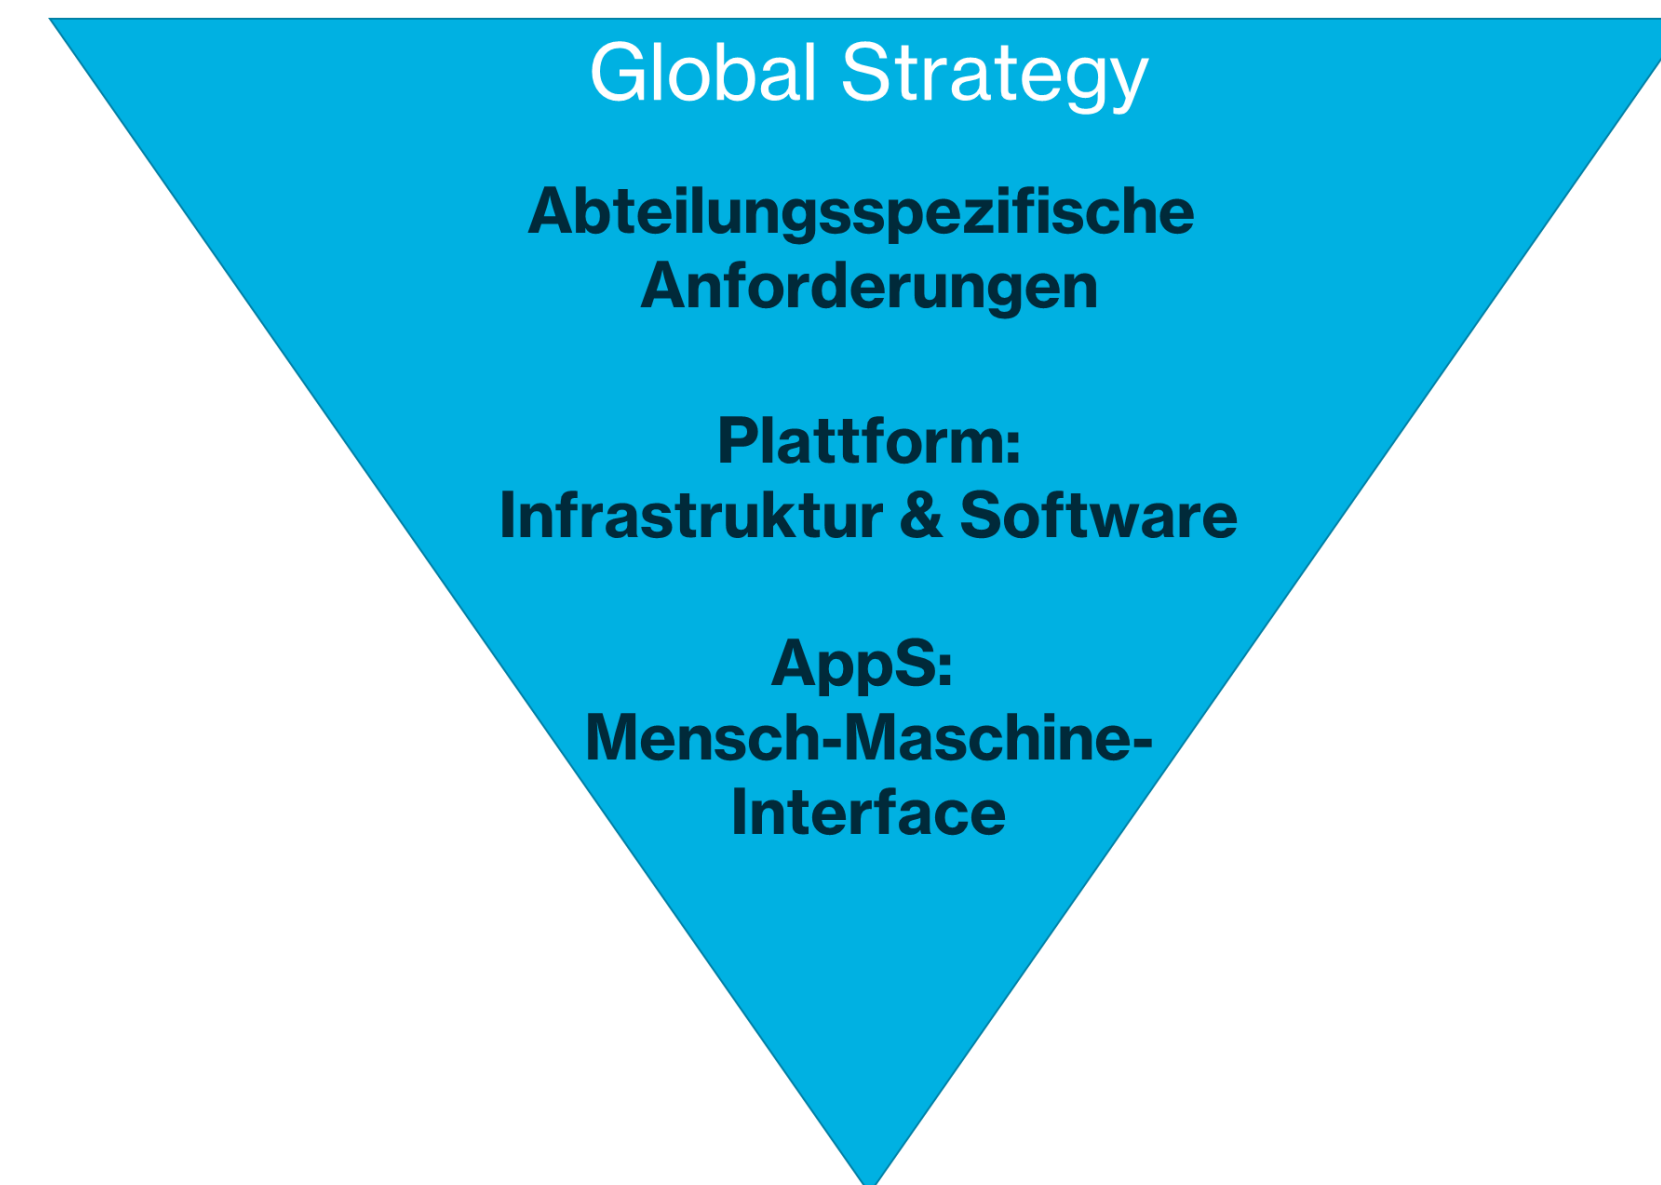 Global Strategy
Abteilungsspezifische
Anforderungen
Plattform:
Infrastruktur & Software
AppS:
Mensch-Maschine-
Interface